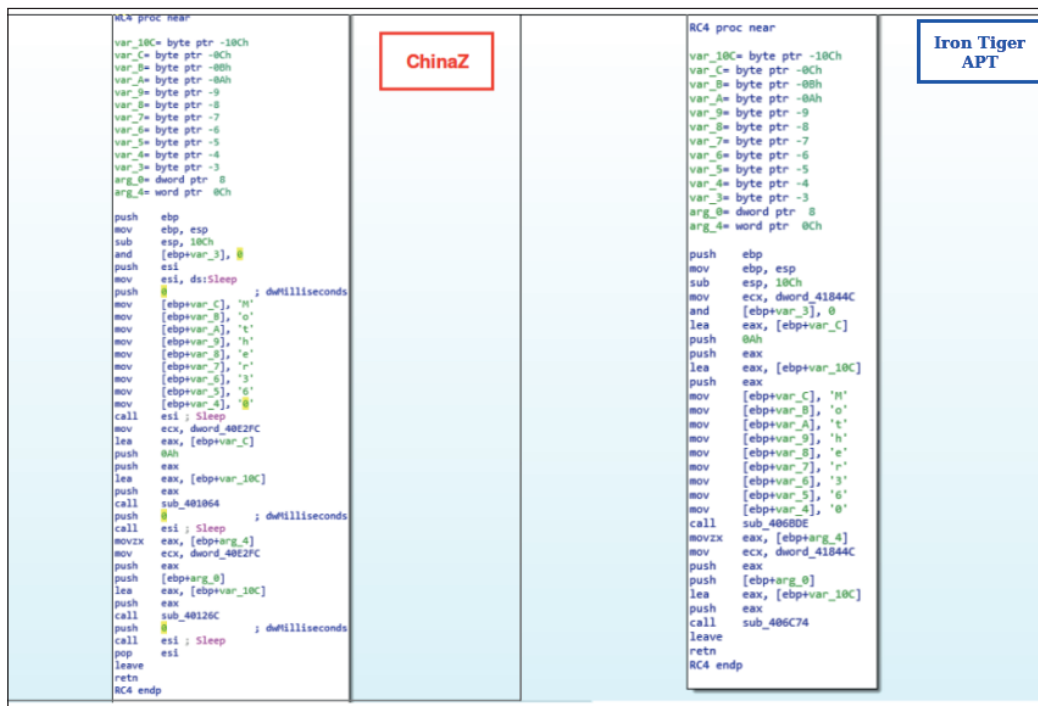 RC4 proc near
var_10C= byte ptr -10Ch
var_C= byte ptr -0Ch
var_B= byte ptr -0Bh
var_A= byte ptr -0Ah
var_9= byte ptr -9
var_8= byte ptr -8
var_7= byte ptr -7
var_6= byte ptr -6
var_5= byte ptr -5
var_4= byte ptr -4
var_3= byte ptr -3
arg_0= dword ptr  8
arg_4= word ptr  0Ch
push ebp
mov ebp, esp
sub esp, 10Ch
and [ebp+var_3], 0
push esi
mov esi, ds:Sleep
push 0 ; dwMilliseconds
mov [ebp+var_C], 'M'
mov [ebp+var_B], 'o'
mov [ebp+var_A], 't'
mov [ebp+var_9], 'h'
mov [ebp+var_8], 'e'
mov [ebp+var_7], 'r'
mov [ebp+var_6], '3'
mov [ebp+var_5], '6'
mov [ebp+var_4], '0'
call esi ; Sleep
mov ecx, dword_40E2FC
lea eax, [ebp+var_C]
push 0Ah
push eax
lea eax, [ebp+var_10C]
push eax
call sub_401064
push 0 ; dwMilliseconds
call esi ; Sleep
movzx eax, [ebp+arg_4]
mov ecx, dword_40E2FC
push eax
push [ebp+arg_0]
lea eax, [ebp+var_10C]
push eax
call sub_40126C
push 0 ; dwMilliseconds
call esi ; Sleep
pop esi
leave
retn
RC4 endp
ChinaZ
RC4 proc near
var_10C= byte ptr -10Ch
var_C= byte ptr -0Ch
var_B= byte ptr -0Bh
var_A= byte ptr -0Ah
var_9= byte ptr -9
var_8= byte ptr -8
var_7= byte ptr -7
var_6= byte ptr -6
var_5= byte ptr -5
var_4= byte ptr -4
var_3= byte ptr -3
arg_0= dword ptr  8
arg_4= word ptr  0Ch
push ebp
mov ebp, esp
sub esp, 10Ch
mov ecx, dword_41844C
and [ebp+var_3], 0
lea eax, [ebp+var_C]
push 0Ah
push eax
lea eax, [ebp+var_10C]
push eax
mov [ebp+var_C], 'M'
mov [ebp+var_B], 'o'
mov [ebp+var_A], 't'
mov [ebp+var_9], 'h'
mov [ebp+var_8], 'e'
mov [ebp+var_7], 'r'
mov [ebp+var_6], '3'
mov [ebp+var_5], '6'
mov [ebp+var_4], '0'
call sub_406BDE
movzx eax, [ebp+arg_4]
mov ecx, dword_41844C
push eax
push [ebp+arg_0]
lea eax, [ebp+var_10C]
push eax
call sub_406C74
leave
retn
RC4 endp
Iron Tiger
APT